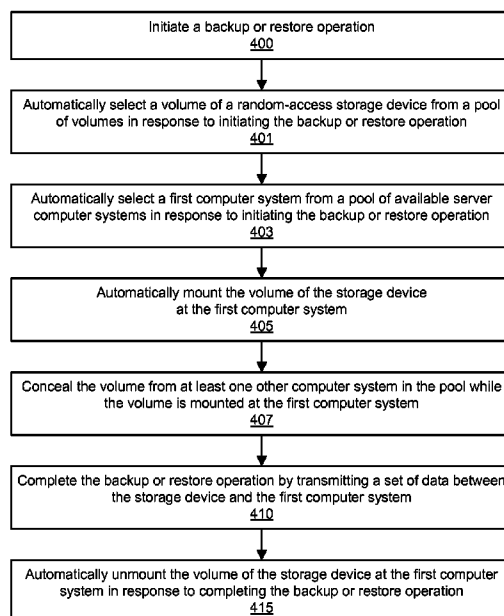 Initiate a backup or restore operation
400
Automatically select a volume of a random-access storage device from a pool
of volumes in response to initiating the backup or restore operation
401
Automatically select a first computer system from a pool of available server
computer systems in response to initiating the backup or restore operation
403
Automatically mount the volume of the storage device
at the first computer system
405
Conceal the volume from at least one other computer system in the pool while
the volume is mounted at the first computer system
407
Complete the backup or restore operation by transmitting a set of data between
the storage device and the first computer system
410
Automatically unmount the volume of the storage device at the first computer
system in response to completing the backup or restore operation
415